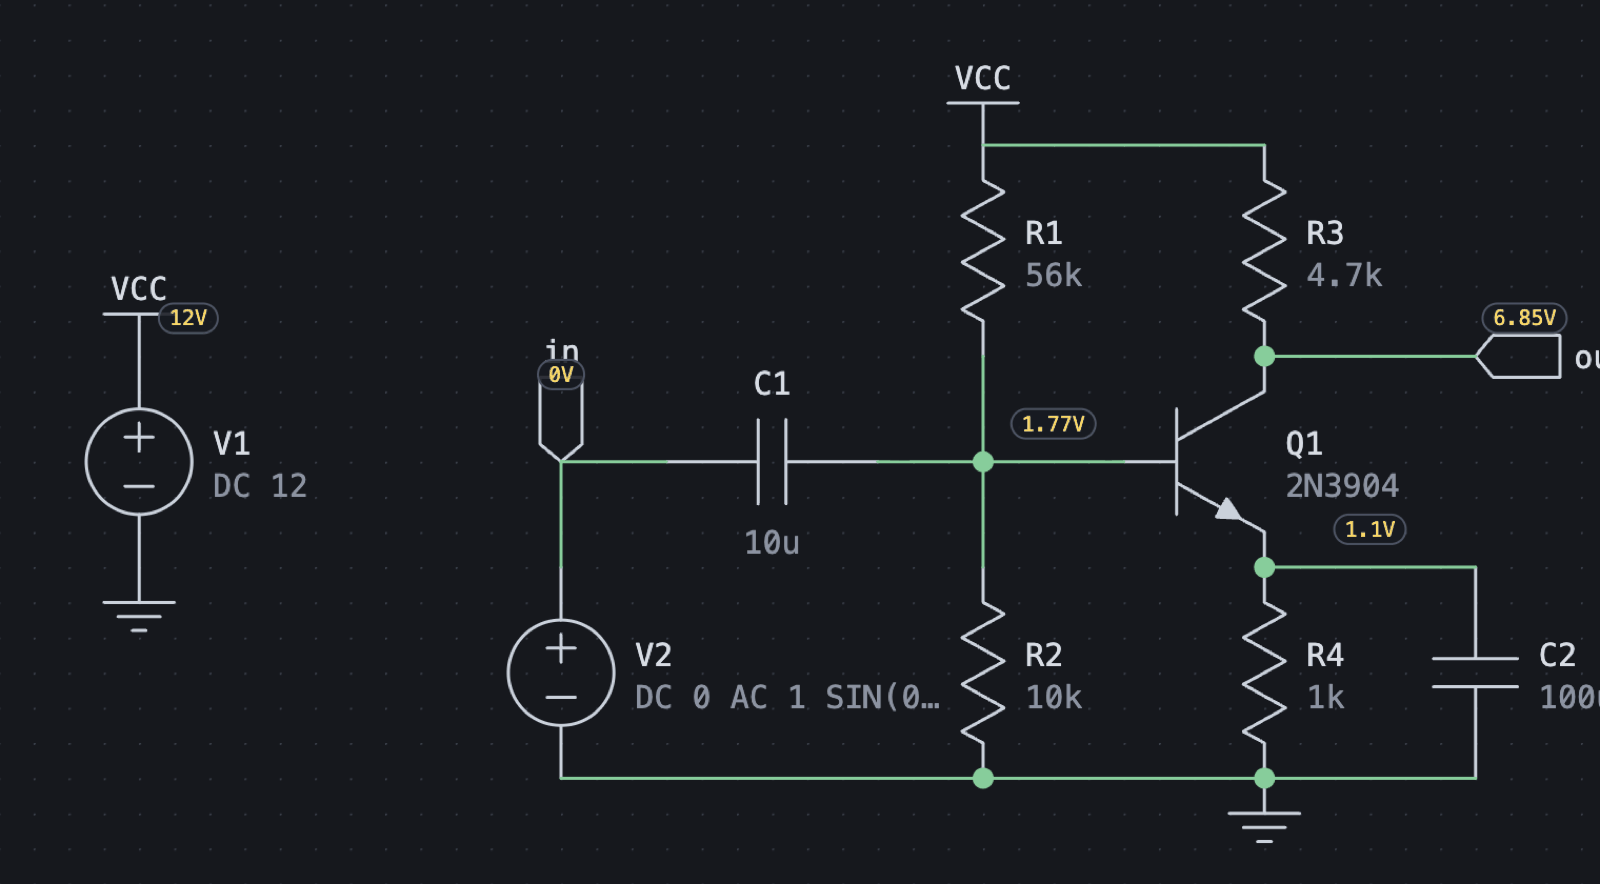 VCC
R1
56k
R3
4.7k
VCC
12V
6.85V
in
0V
C1
10u
1.77V
V1
DC 12
Q1
2N3904
1.1V
V2
DC 0 AC 1 SIN(0…
R2
10k
R4
1k
C2
100